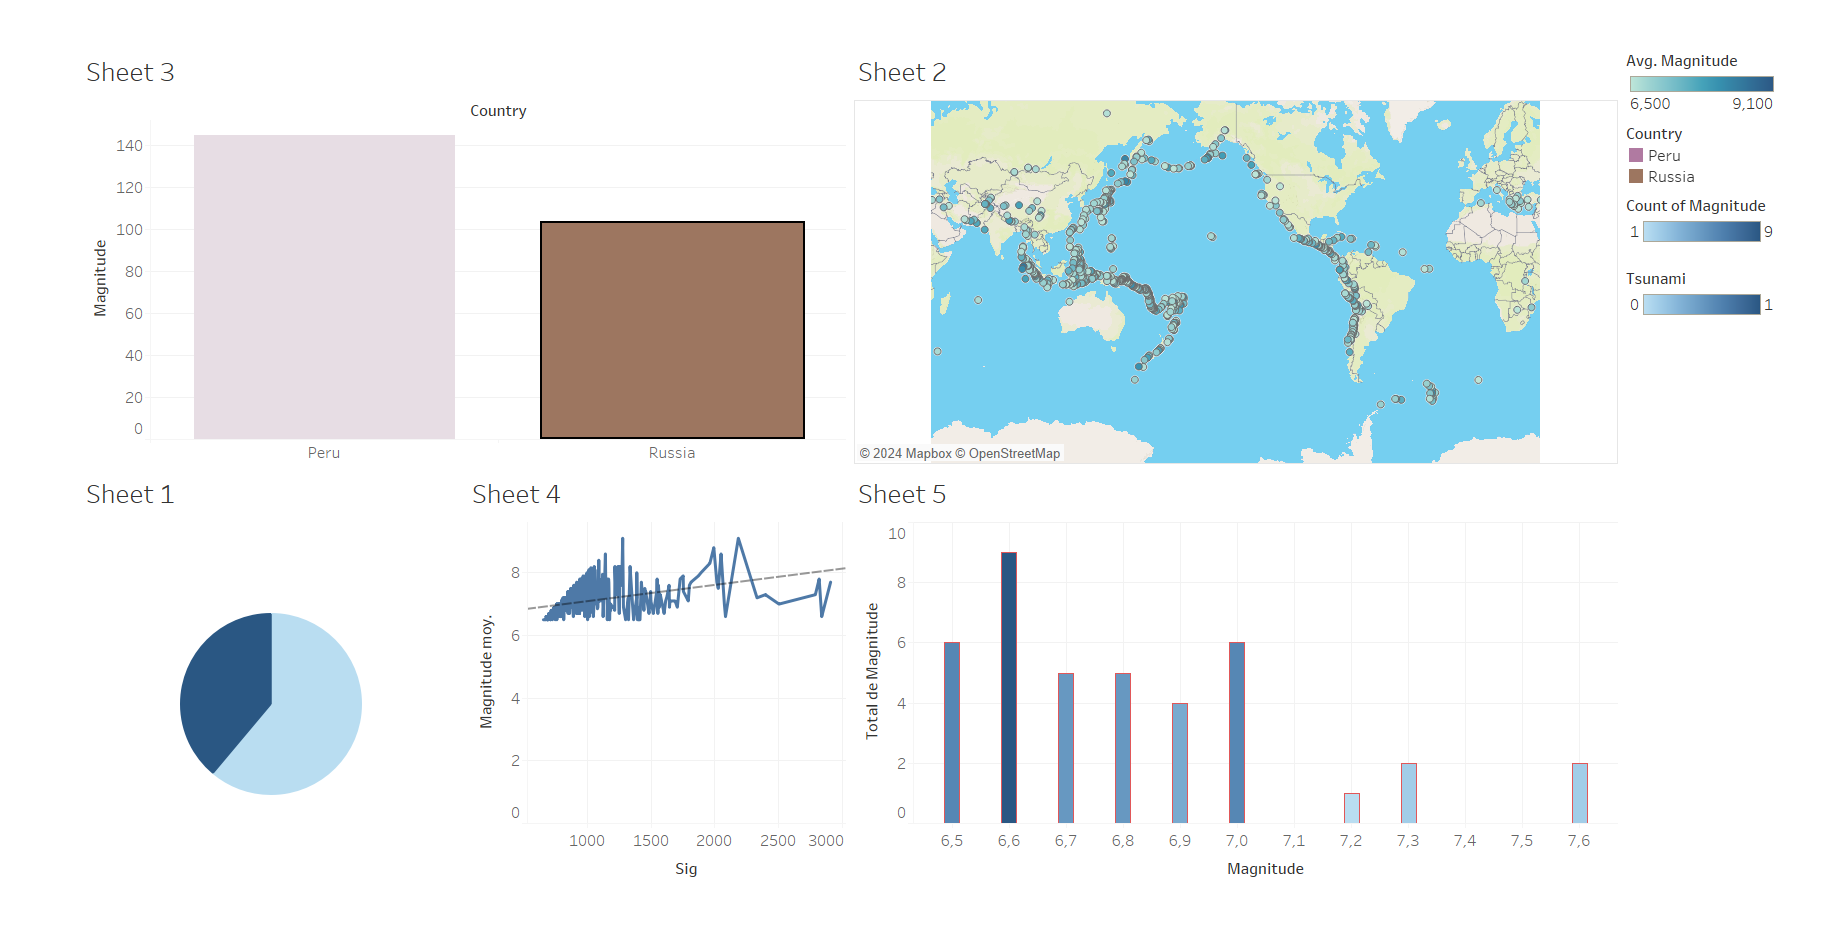 Sheet 3
Country
Magnitude
140
120
100
80
60
40
20
0
Peru
Russia
Sheet 2
© 2024 Mapbox © OpenStreetMap
Avg. Magnitude
6,500 9,100
Country
Peru
Russia
Count of Magnitude
1 9
Tsunami
0 1
Sheet 1
Sheet 4
Magnitude moy.
8
6
4
2
0
1000 1500 2000 2500 3000
Sig
Sheet 5
Total de Magnitude
10
8
6
4
2
0
6,5 6,6 6,7 6,8 6,9 7,0 7,1 7,2 7,3 7,4 7,5 7,6
Magnitude